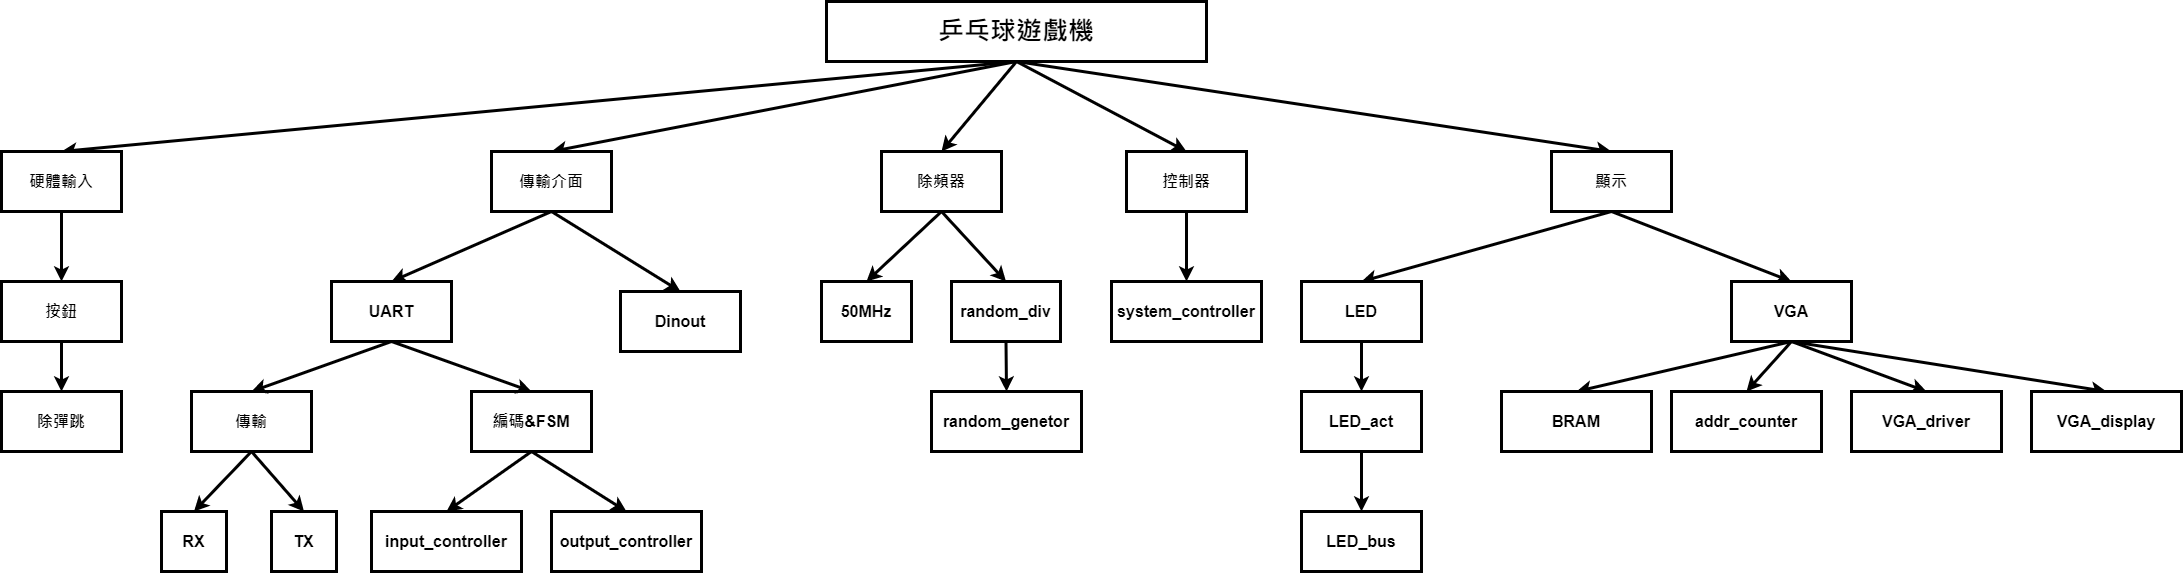 乒乓球遊戲機
硬體輸入
傳輸介面
除頻器
控制器
顯示
按鈕
UART
Dinout
50MHz
random_div
system_controller
LED
VGA
除彈跳
傳輸
編碼&FSM
random_genetor
LED_act
BRAM
addr_counter
VGA_driver
VGA_display
RX
TX
input_controller
output_controller
LED_bus